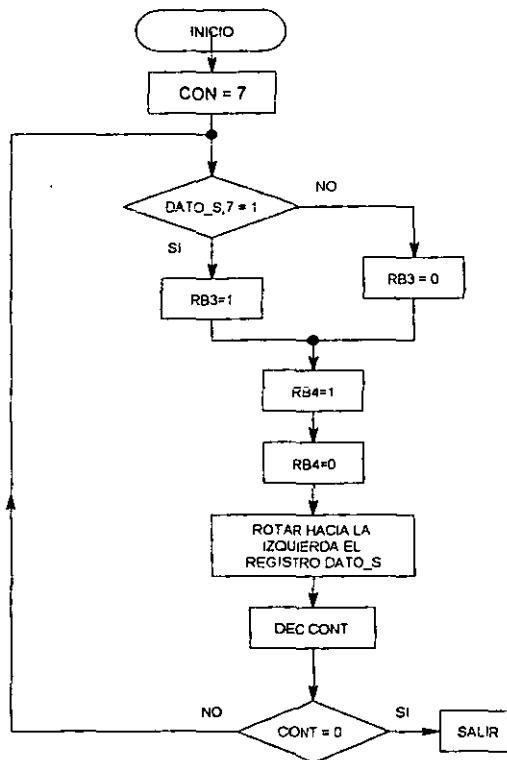 INICIO
CON = 7
DATO_S,7 = 1
NO
SI
RB3=1
RB3 = 0
RB4=1
RB4=0
ROTAR HACIA LA
IZQUIERDA EL
REGISTRO DATO_S
DEC CONT
NO
CONT = 0
SI
SALIR